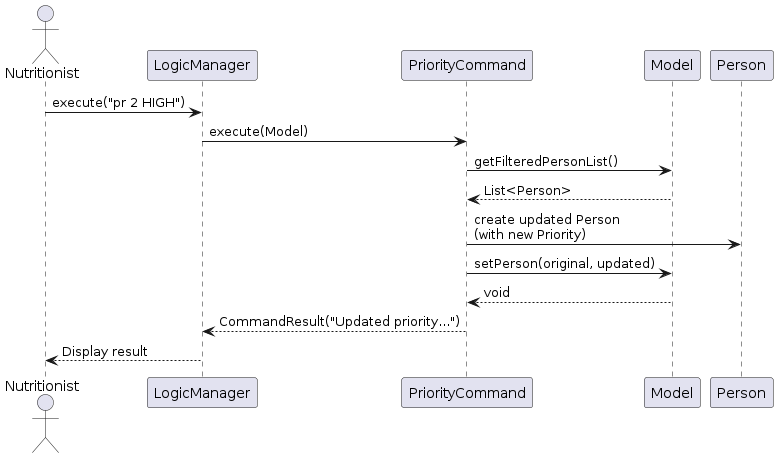 Nutritionist
LogicManager
PriorityCommand
Model
Person
execute("pr 2 HIGH")
execute(Model)
getFilteredPersonList()
List<Person>
create updated Person
(with new Priority)
setPerson(original, updated)
void
CommandResult("Updated priority...")
Display result
Nutritionist
LogicManager
PriorityCommand
Model
Person